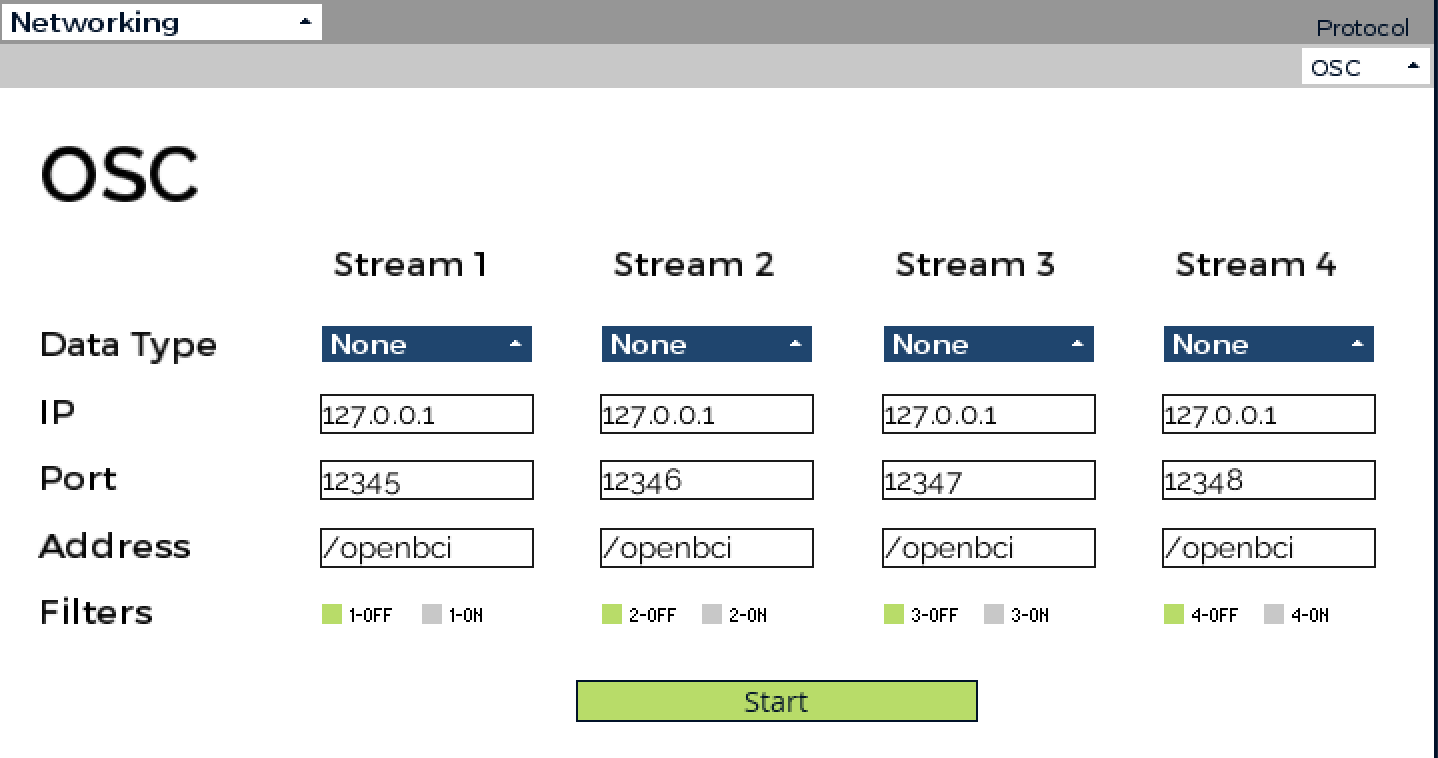 Networking
Protocol
OSC
OSC
Stream 1 Stream 2 Stream 3 Stream 4
Data Type None None None None
IP 127.0.0.1 127.0.0.1 127.0.0.1 127.0.0.1
Port 12345 12346 12347 12348
Address /openbci /openbci /openbci /openbci
Filters 1-OFF 1-ON 2-OFF 2-ON 3-OFF 3-ON 4-OFF 4-ON
Start